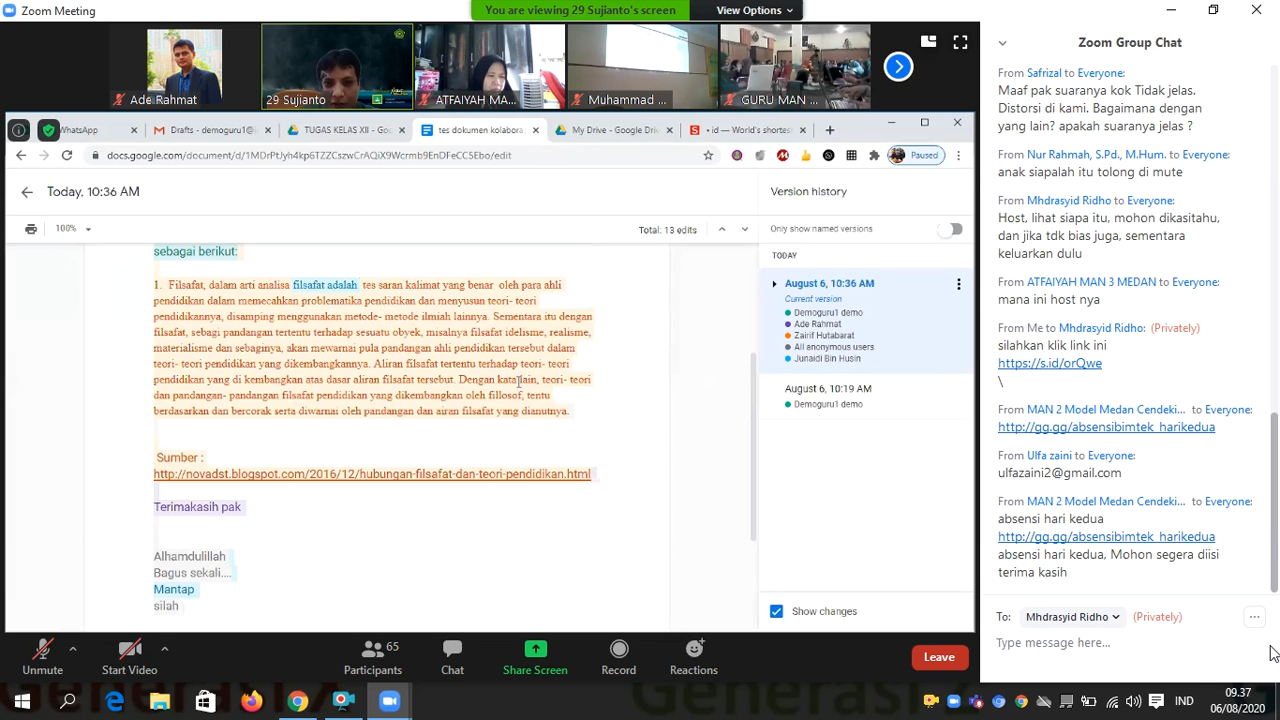 Zoom Meeting
You are viewing 29 Sujianto's screen
View Options
Ade Rahmat
29 Sujianto
ATFAIYAH MA...
Muhammad
GURU MAN
WhatsApp
Drafts - demoguru1@
TUGAS KELAS XII - Goog
tes dokumen kolabora
My Drive - Google Driv
• id — World's shortes
docs.google.com/document/d/1MDrPtJyh4kp6TZZCszwCrAQiX9Wcrmb9EnDFeCC5Ebo/edit
Paused
Today, 10:36 AM
Version history
100%
Total: 13 edits
Only show named versions
sebagai berikut:
1. Filsafat, dalam arti analisa filsafat adalah tes saran kalimat yang benar oleh para ahli
pendidikan dalam memecahkan problematika pendidikan dan menyusun teori- teori
pendidikannya, disamping menggunakan metode- metode ilmiah lainnya. Sementara itu dengan
filsafat, sebagi pandangan tertentu terhadap sesuatu obyek, misalnya filsafat idelisme, realisme,
materialisme dan sebaginya, akan mewarnai pula pandangan ahli pendidikan tersebut dalam
teori- teori pendidikan yang dikembangkannya. Aliran filsafat tertentu terhadap teori- teori
pendidikan yang di kembangkan atas dasar aliran filsafat tersebut. Dengan kata lain, teori- teori
dan pandangan- pandangan filsafat pendidikan yang dikembangkan oleh fillosof, tentu
berdasarkan dan bercorak serta diwarnai oleh pandangan dan airan filsafat yang dianutnya.
Sumber :
http://novadst.blogspot.com/2016/12/hubungan-filsafat-dan-teori-pendidikan.html
Terimakasih pak
Alhamdulillah
Bagus sekali....
Mantap
silah
TODAY
August 6, 10:36 AM
Current version
Demoguru1 demo
Ade Rahmat
Zairif Hutabarat
All anonymous users
Junaidi Bin Husin
August 6, 10:19 AM
Demoguru1 demo
Show changes
Zoom Group Chat
From Safrizal to Everyone:
Maaf pak suaranya kok Tidak jelas.
Distorsi di kami. Bagaimana dengan
yang lain? apakah suaranya jelas ?
From Nur Rahmah, S.Pd., M.Hum. to Everyone:
anak siapalah itu tolong di mute
From Mhdrasyid Ridho to Everyone:
Host, lihat siapa itu, mohon dikasitahu,
dan jika tdk bias juga, sementara
keluarkan dulu
From ATFAIYAH MAN 3 MEDAN to Everyone:
mana ini host nya
From Me to Mhdrasyid Ridho: (Privately)
silahkan klik link ini
https://s.id/orQwe
\
From MAN 2 Model Medan Cendeki... to Everyone:
http://gg.gg/absensibimtek_harikedua
From Ulfa zaini to Everyone:
ulfazaini2@gmail.com
From MAN 2 Model Medan Cendeki... to Everyone:
absensi hari kedua
http://gg.gg/absensibimtek_harikedua
absensi hari kedua, Mohon segera diisi
terima kasih
To: Mhdrasyid Ridho (Privately)
Type message here...
Unmute
Start Video
65
Participants
Chat
Share Screen
Record
Reactions
Leave
IND
09.37
06/08/2020